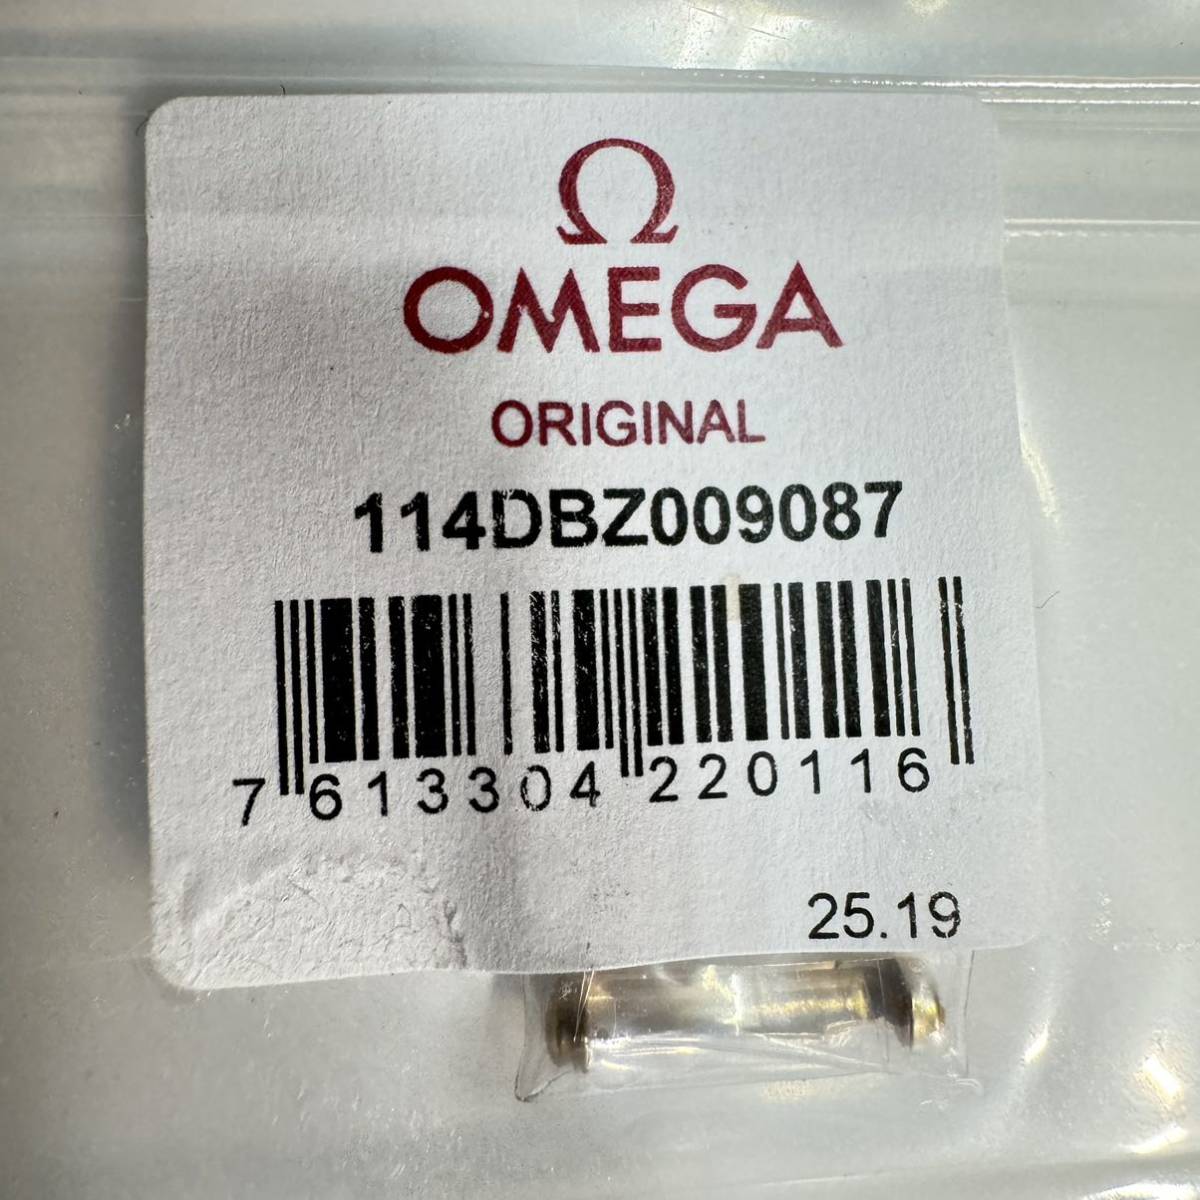 Ω
OMEGA
ORIGINAL
114DBZ009087
7 613304 220116
25.19